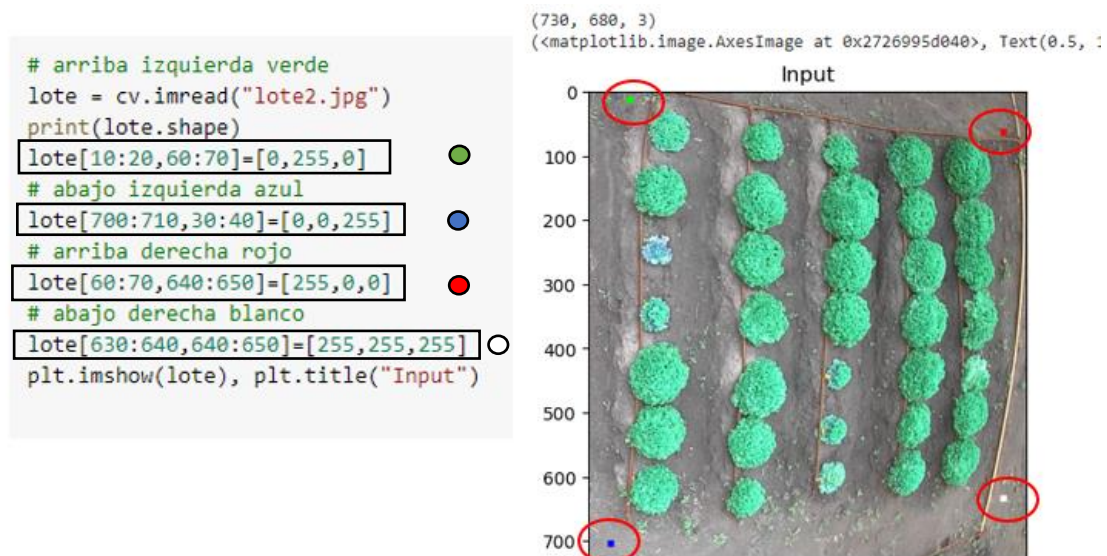 # arriba izquierda verde
lote = cv.imread("lote2.jpg")
print(lote.shape)
lote[10:20,60:70]=[0,255,0]
# abajo izquierda azul
lote[700:710,30:40]=[0,0,255]
# arriba derecha rojo
lote[60:70,640:650]=[255,0,0]
# abajo derecha blanco
lote[630:640,640:650]=[255,255,255]
plt.imshow(lote), plt.title("Input")
(730, 680, 3)
(<matplotlib.image.AxesImage at 0x2726995d040>, Text(0.5, 1
Input
0
100
200
300
400
500
600
700